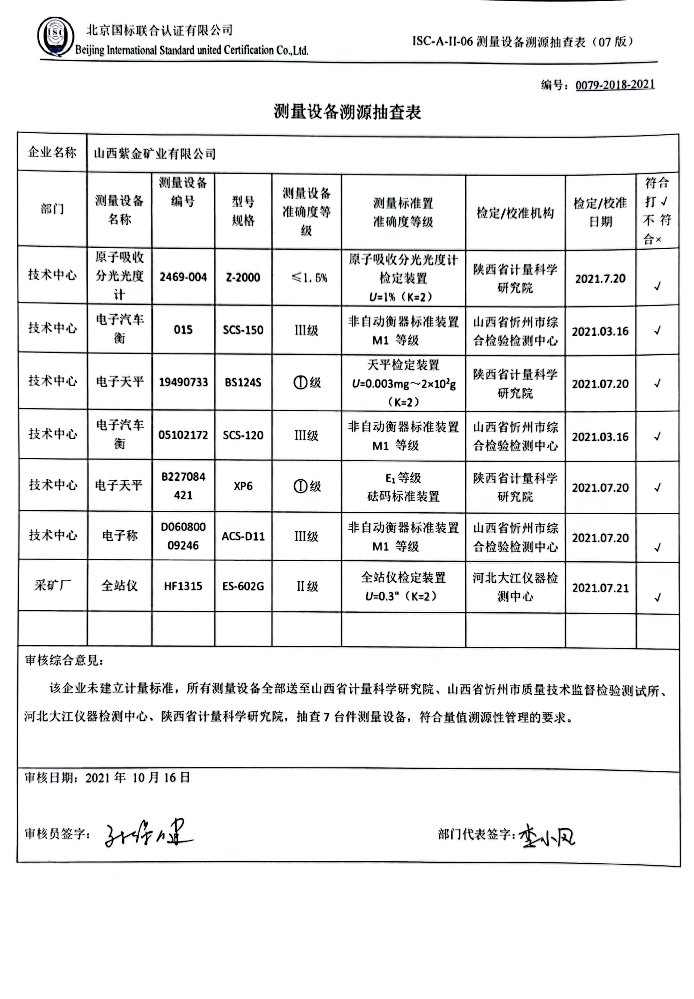 ISC
北京国标联合认证有限公司
Beijing International Standard united Certification Co.,Ltd.
ISC-A-II-06 测量设备溯源抽查表（07 版）
编号：0079-2018-2021
测量设备溯源抽查表
企业名称
山西紫金矿业有限公司
部门
测量设备
名称
测量设备
编号
型号
规格
测量设备
准确度等
级
测量标准置
准确度等级
检定/校准机构
检定/校准
日期
符合
打 √
不 符
合×
技术中心
原子吸收
分光光度
计
2469-004
Z-2000
≤1.5%
原子吸收分光光度计
检定装置
U=1%（K=2）
陕西省计量科学
研究院
2021.7.20
√
技术中心
电子汽车
衡
015
SCS-150
III级
非自动衡器标准装置
M1 等级
山西省忻州市综
合检验检测中心
2021.03.16
√
技术中心
电子天平
19490733
BS124S
Ⓘ级
天平检定装置
U=0.003mg～2×10²g
（K=2）
陕西省计量科学
研究院
2021.07.20
√
技术中心
电子汽车
衡
05102172
SCS-120
III级
非自动衡器标准装置
M1 等级
山西省忻州市综
合检验检测中心
2021.03.16
√
技术中心
电子天平
B227084
421
XP6
Ⓘ级
E₁等级
砝码标准装置
陕西省计量科学
研究院
2021.07.20
√
技术中心
电子称
D060800
09246
ACS-D11
III级
非自动衡器标准装置
M1 等级
山西省忻州市综
合检验检测中心
2021.07.20
√
采矿厂
全站仪
HF1315
ES-602G
II级
全站仪检定装置
U=0.3"（K=2）
河北大江仪器检
测中心
2021.07.21
√
审核综合意见：
该企业未建立计量标准，所有测量设备全部送至山西省计量科学研究院、山西省忻州市质量技术监督检验测试所、
河北大江仪器检测中心、陕西省计量科学研究院，抽查 7 台件测量设备，符合量值溯源性管理的要求。
审核日期：2021 年 10 月 16 日
审核员签字：
部门代表签字：李小凤